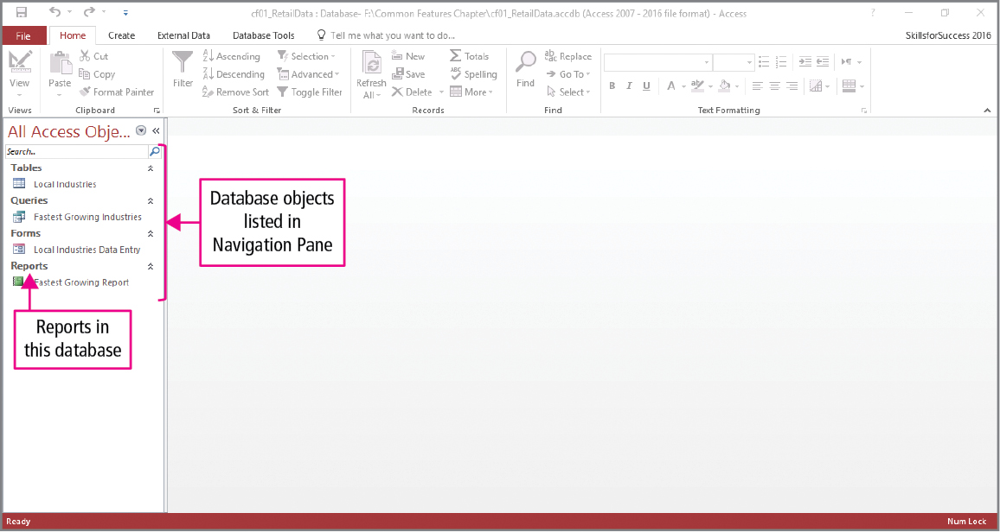 cf01_RetailData : Database- F:\Common Features Chapter\cf01_RetailData.accdb (Access 2007 - 2016 file format) - Access
?
File Home Create External Data Database Tools Tell me what you want to do... SkillsforSuccess 2016
View
Views
Paste
Cut
Copy
Format Painter
Clipboard
Filter
Ascending
Descending
Remove Sort
Selection
Advanced
Toggle Filter
Sort & Filter
Refresh
All
New
Save
Delete
Totals
Spelling
More
Records
Find
Replace
Go To
Select
Find
B I U A
Text Formatting
All Access Obje...
Search..
Tables
Local Industries
Queries
Fastest Growing Industries
Forms
Local Industries Data Entry
Reports
Fastest Growing Report
Database objects
listed in
Navigation Pane
Reports in
this database
Ready
Num Lock